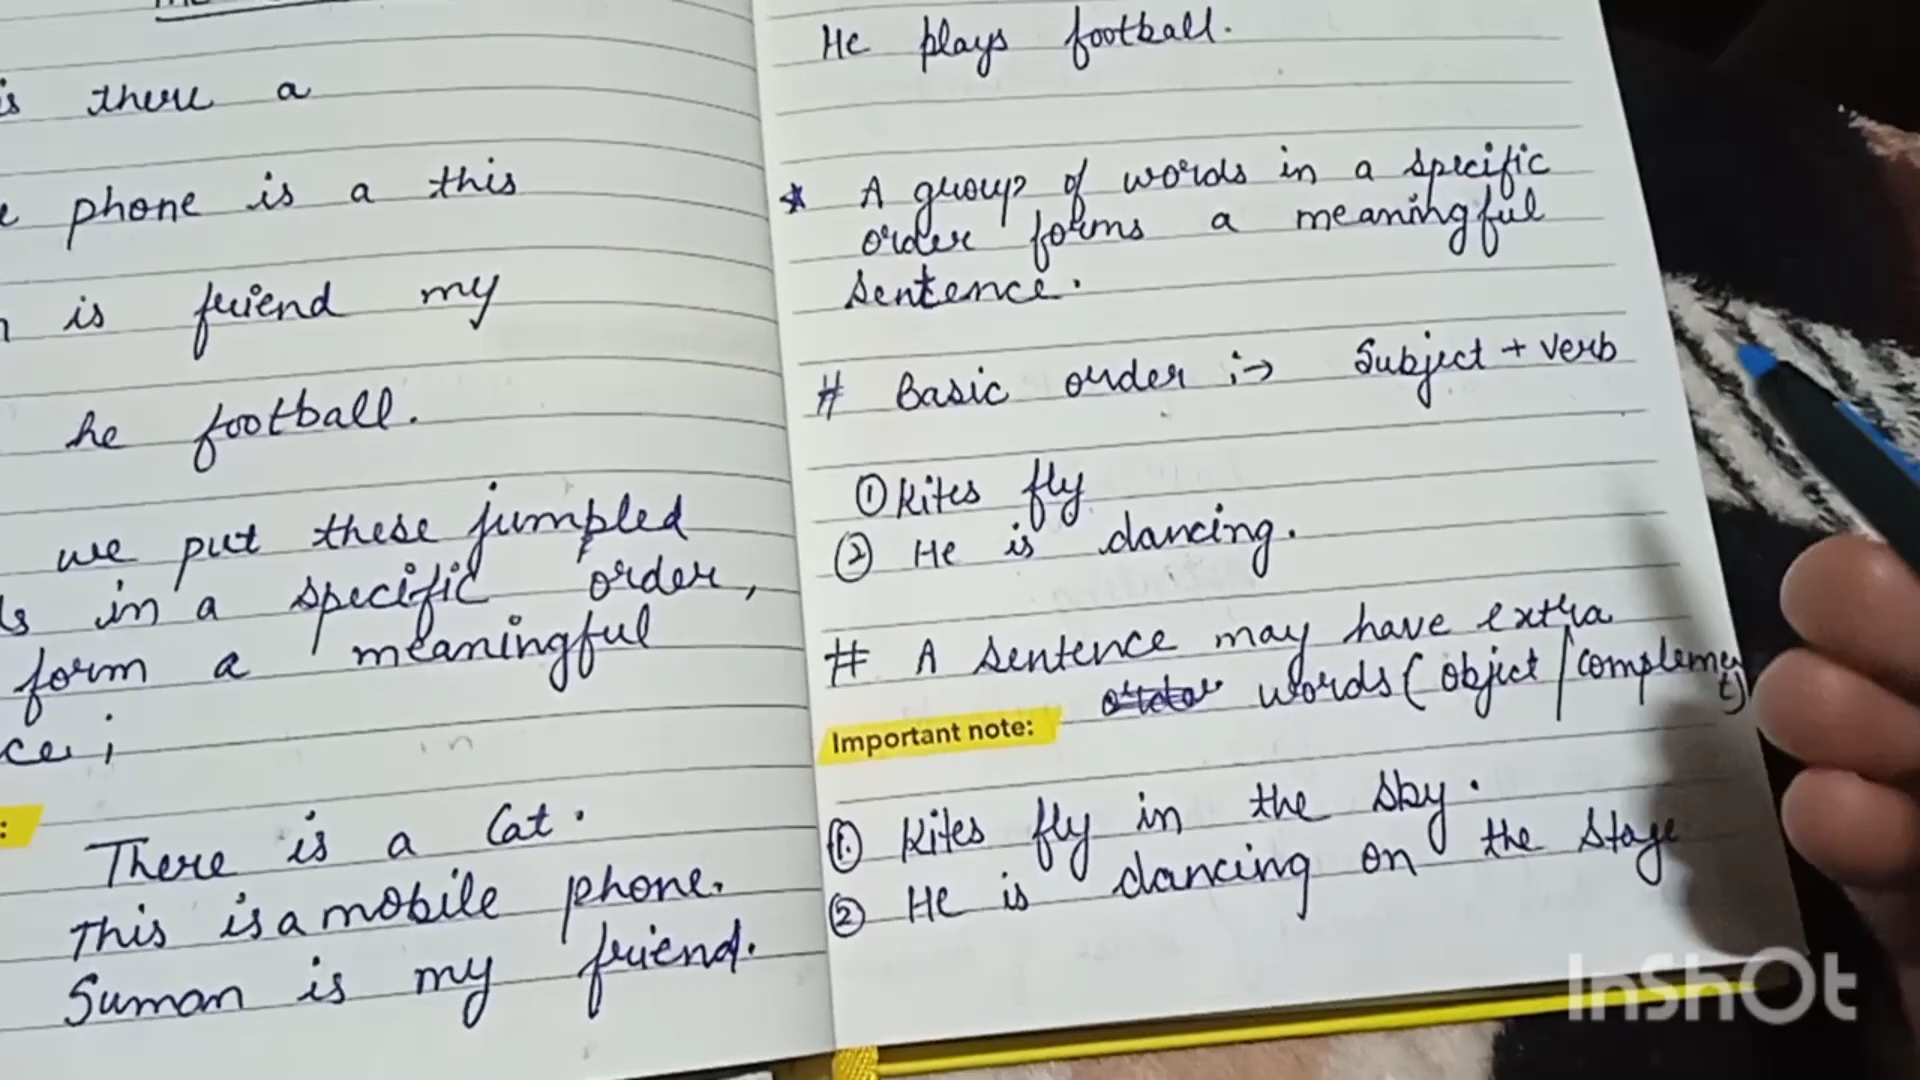 is there a
phone is a this
is friend my
he football.
we put these jumpled
in a specific order,
form a meaningful
There is a Cat.
This is a mobile phone.
Suman is my friend.
He plays football.
* A group of words in a specific
order forms a meaningful
sentence.
# Basic order :→ Subject + verb
① Kites fly
② He is dancing.
# A sentence may have extra
words (object / complement)
Important note:
①. Kites fly in the sky.
② He is dancing on the stage
InShOt